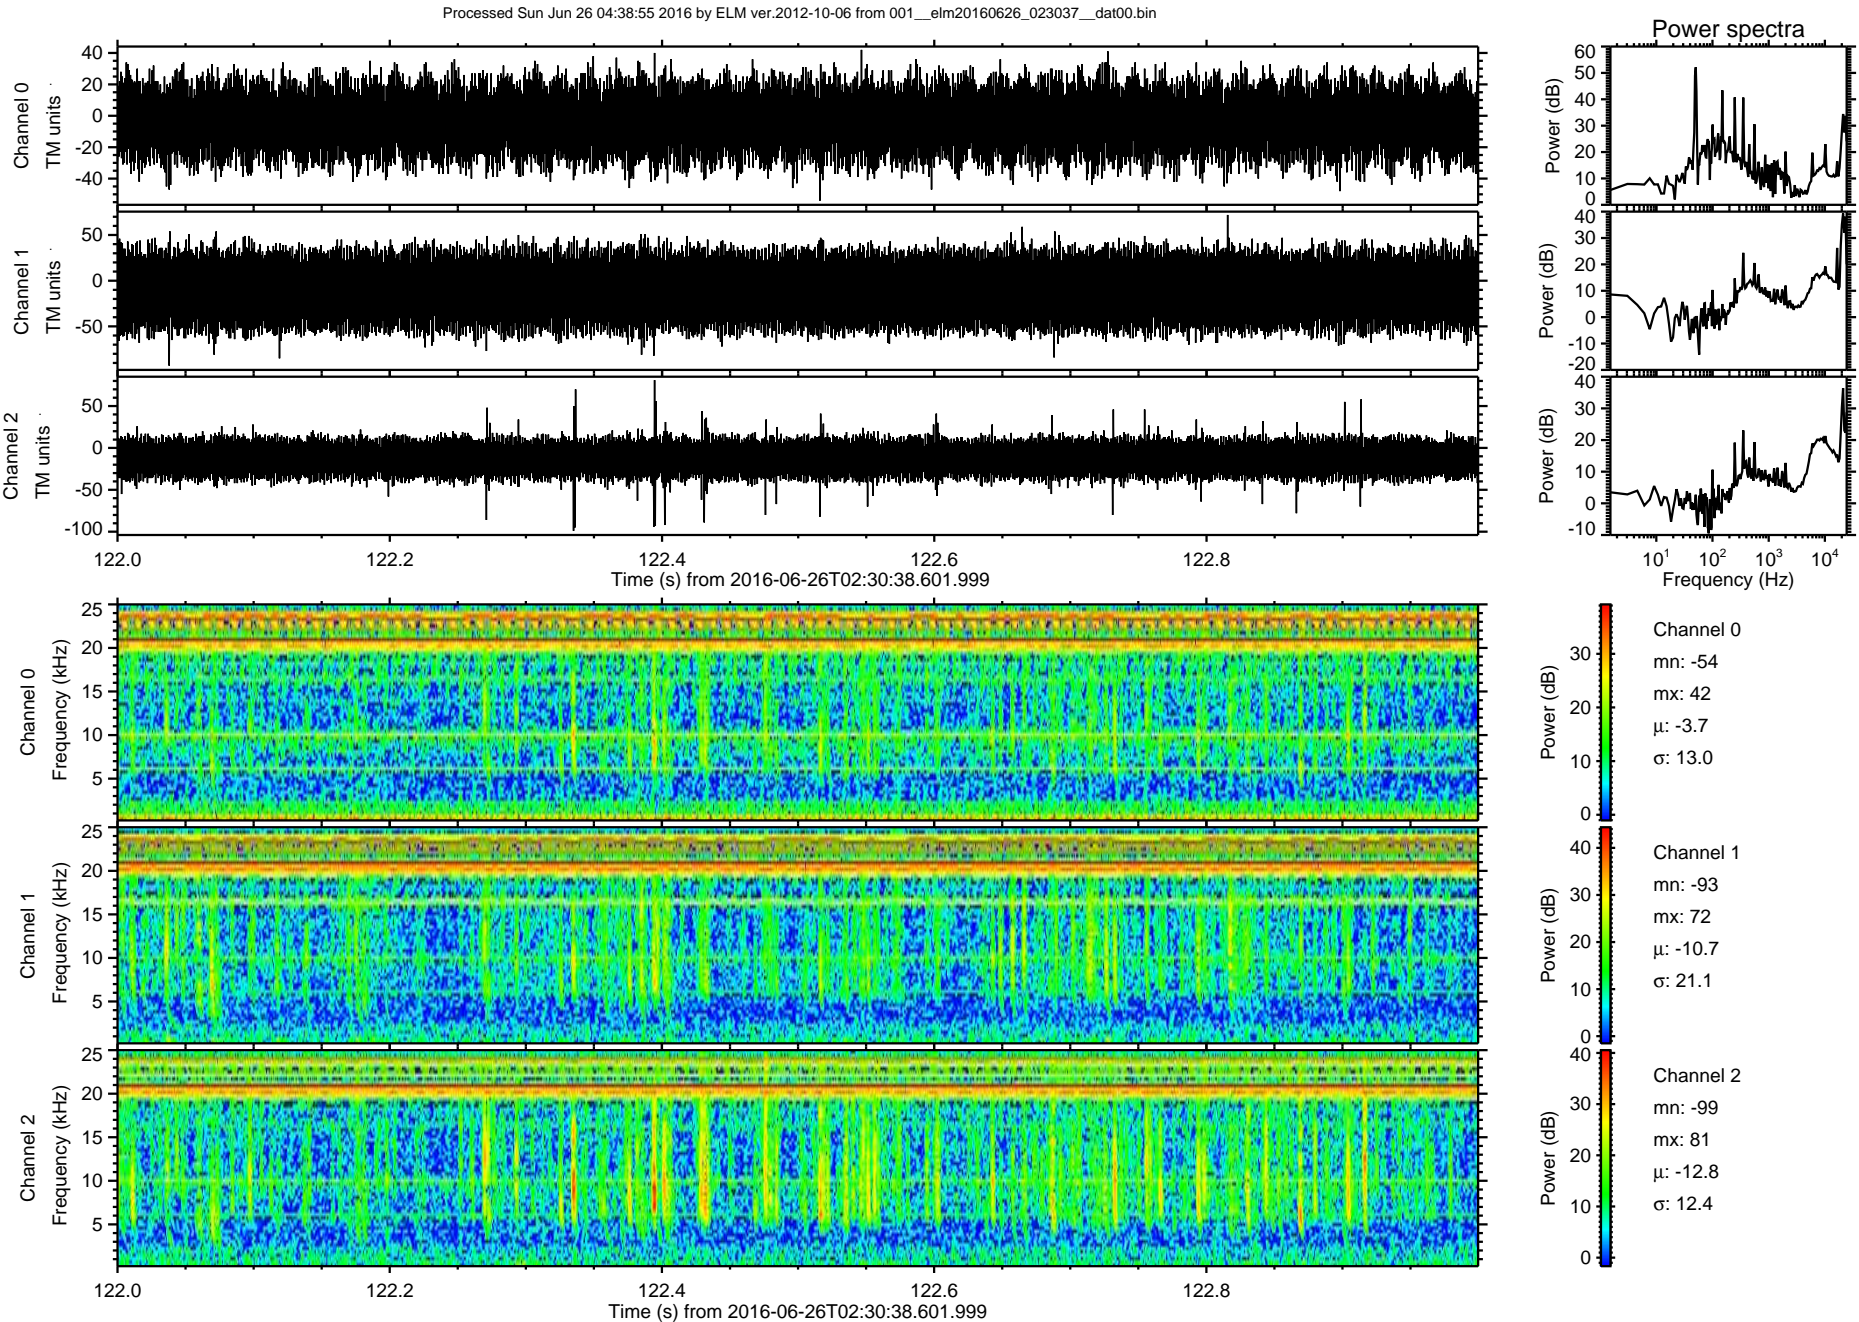 Processed Sun Jun 26 04:38:55 2016 by ELM ver.2012-10-06 from 001__elm20160626_023037__dat00.bin
Power spectra
Channel 0
TM units
40
20
0
-20
-40
Power (dB)
60
50
40
30
20
10
0
Channel 1
TM units
50
0
-50
Power (dB)
40
30
20
10
0
-10
-20
Channel 2
TM units
50
0
-50
-100
Power (dB)
40
30
20
10
0
-10
122.0 122.2 122.4 122.6 122.8
Time (s) from 2016-06-26T02:30:38.601.999
10^1 10^2 10^3 10^4
Frequency (Hz)
Channel 0
Frequency (kHz)
25
20
15
10
5
Power (dB)
30
20
10
0
Channel 0
mn: -54
mx: 42
μ: -3.7
σ: 13.0
Channel 1
Frequency (kHz)
25
20
15
10
5
Power (dB)
40
30
20
10
0
Channel 1
mn: -93
mx: 72
μ: -10.7
σ: 21.1
Channel 2
Frequency (kHz)
25
20
15
10
5
Power (dB)
40
30
20
10
0
Channel 2
mn: -99
mx: 81
μ: -12.8
σ: 12.4
122.0 122.2 122.4 122.6 122.8
Time (s) from 2016-06-26T02:30:38.601.999